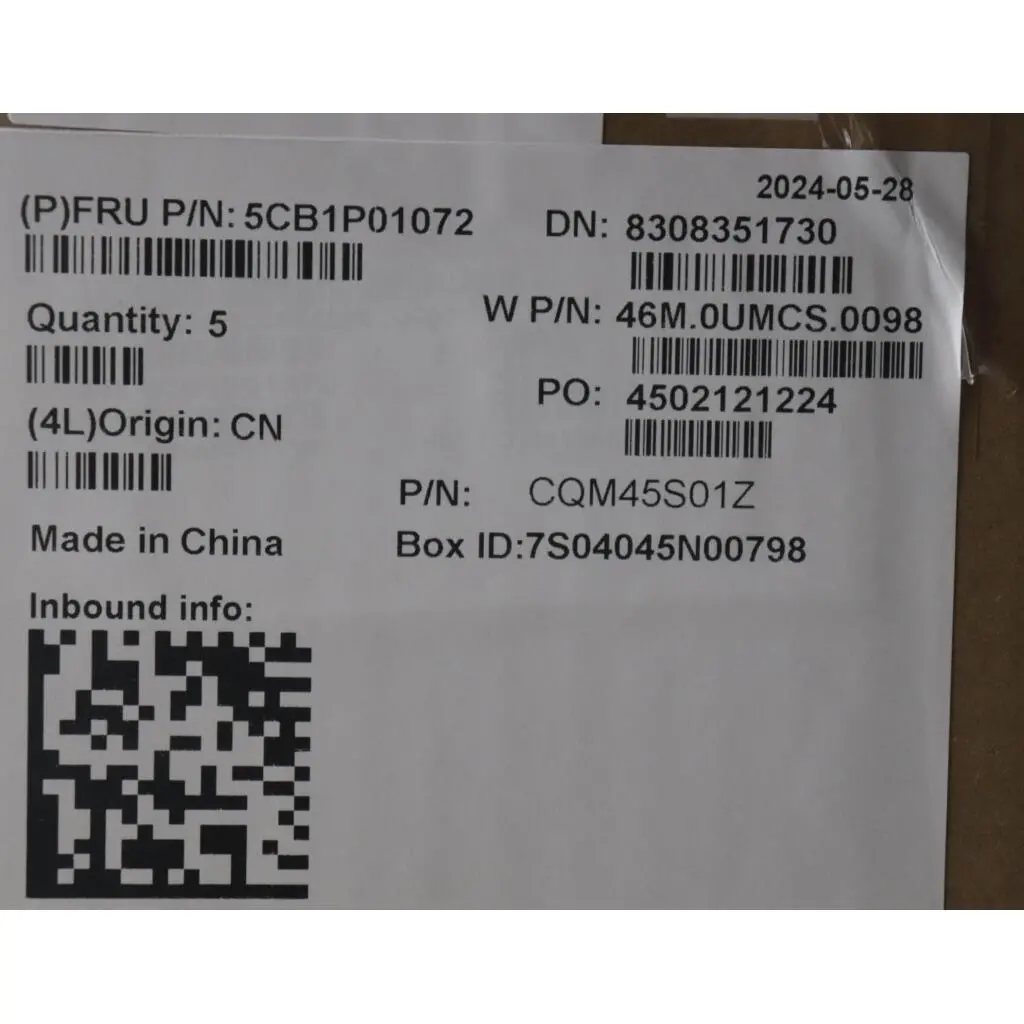 2024-05-28
(P)FRU P/N: 5CB1P01072
DN: 8308351730
Quantity: 5
W P/N: 46M.0UMCS.0098
PO: 4502121224
(4L)Origin: CN
P/N: CQM45S01Z
Made in China
Box ID:7S04045N00798
Inbound info: